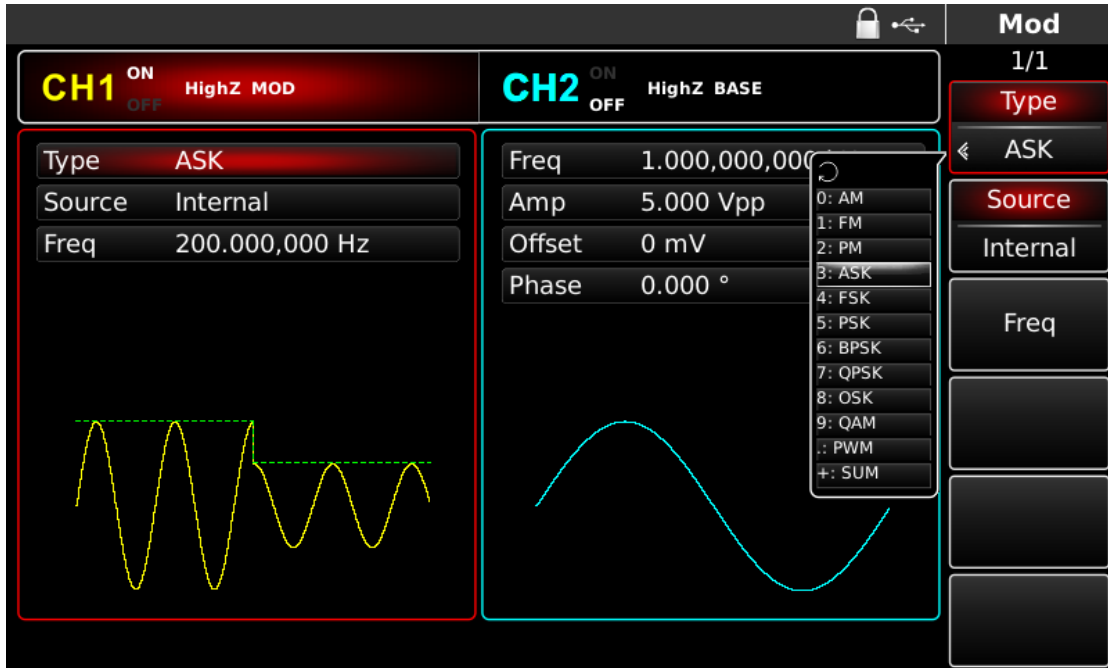 Mod
1/1
CH1 ON OFF HighZ MOD
CH2 ON OFF HighZ BASE
Type
ASK
Source
Internal
Freq
Type ASK
Source Internal
Freq 200.000,000 Hz
Freq 1.000,000,000
Amp 5.000 Vpp
Offset 0 mV
Phase 0.000 °
0: AM
1: FM
2: PM
3: ASK
4: FSK
5: PSK
6: BPSK
7: QPSK
8: OSK
9: QAM
.: PWM
+: SUM